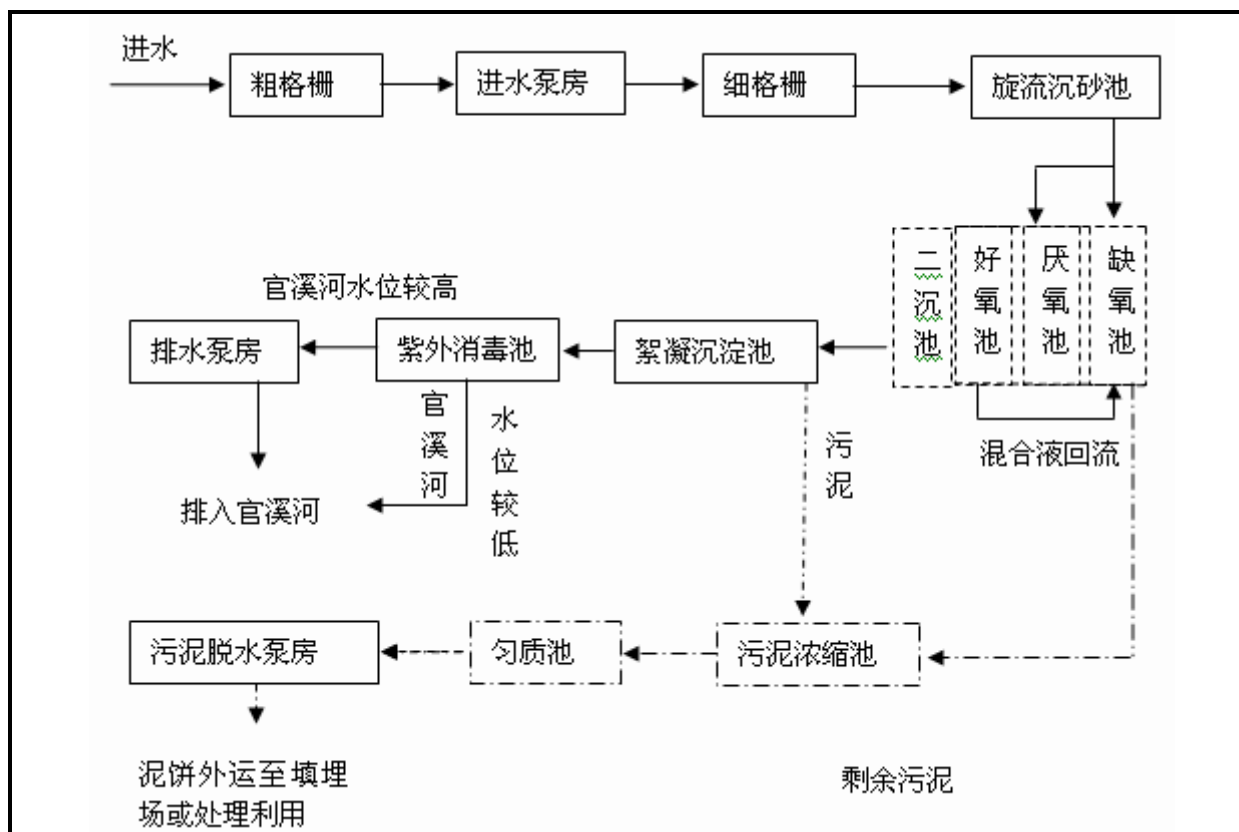 进水
粗格栅
进水泵房
细格栅
旋流沉砂池
二沉池
好氧池
厌氧池
缺氧池
官溪河水位较高
排水泵房
紫外消毒池
絮凝沉淀池
官溪河
水位较低
污泥
混合液回流
排入官溪河
污泥脱水泵房
匀质池
污泥浓缩池
泥饼外运至填埋
场或处理利用
剩余污泥